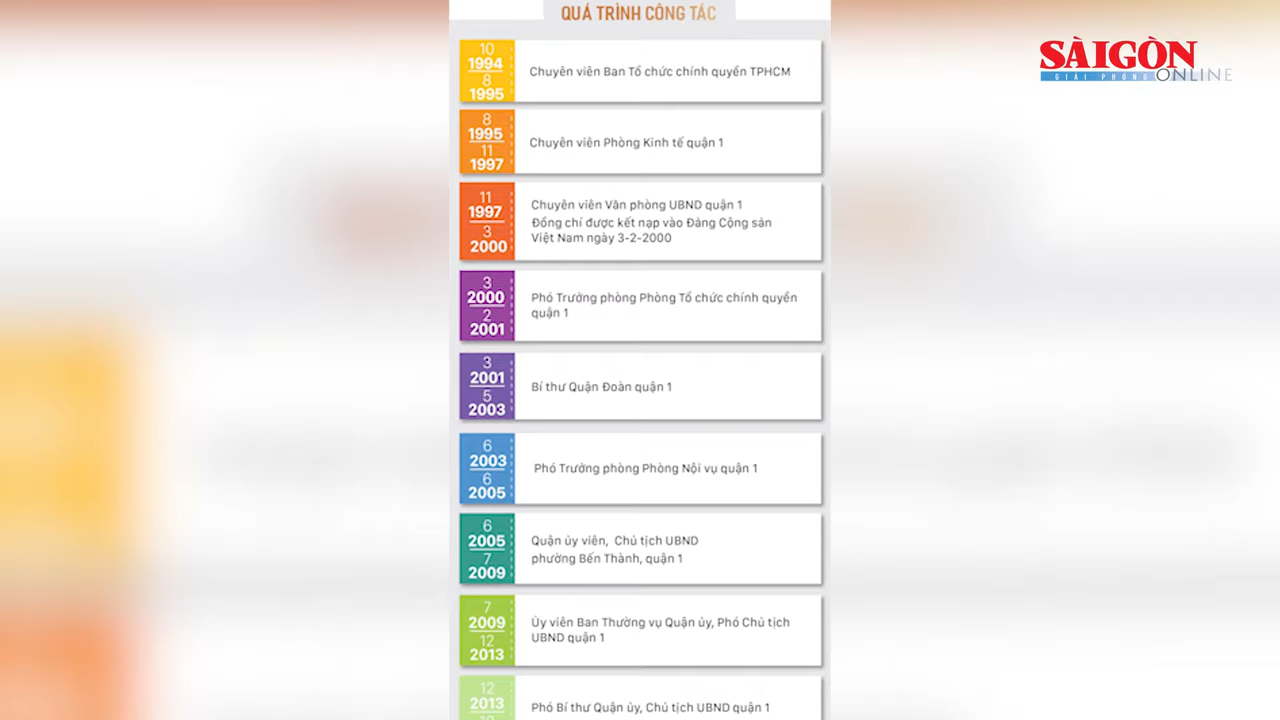 QUÁ TRÌNH CÔNG TÁC
SÀIGÒN
GIẢI PHÓNG ONLINE
10
1994
8
1995
Chuyên viên Ban Tổ chức chính quyền TPHCM
8
1995
11
1997
Chuyên viên Phòng Kinh tế quận 1
11
1997
3
2000
Chuyên viên Văn phòng UBND quận 1
Đồng chí được kết nạp vào Đảng Cộng sản
Việt Nam ngày 3-2-2000
3
2000
2
2001
Phó Trưởng phòng Phòng Tổ chức chính quyền
quận 1
3
2001
5
2003
Bí thư Quận Đoàn quận 1
6
2003
6
2005
Phó Trưởng phòng Phòng Nội vụ quận 1
6
2005
7
2009
Quận ủy viên, Chủ tịch UBND
phường Bến Thành, quận 1
7
2009
12
2013
Ủy viên Ban Thường vụ Quận ủy, Phó Chủ tịch
UBND quận 1
12
2013
Phó Bí thư Quận ủy, Chủ tịch UBND quận 1